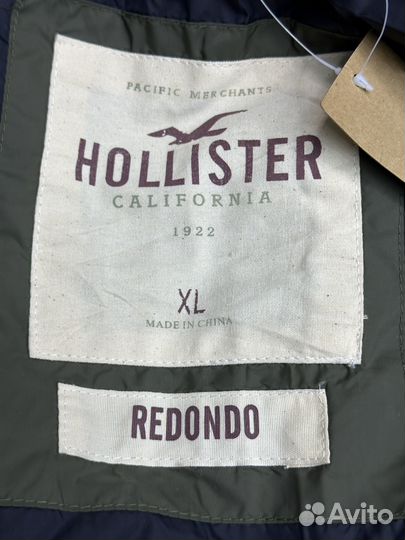 PACIFIC MERCHANTS
HOLLISTER
CALIFORNIA
1922
XL
MADE IN CHINA
REDONDO
Avito